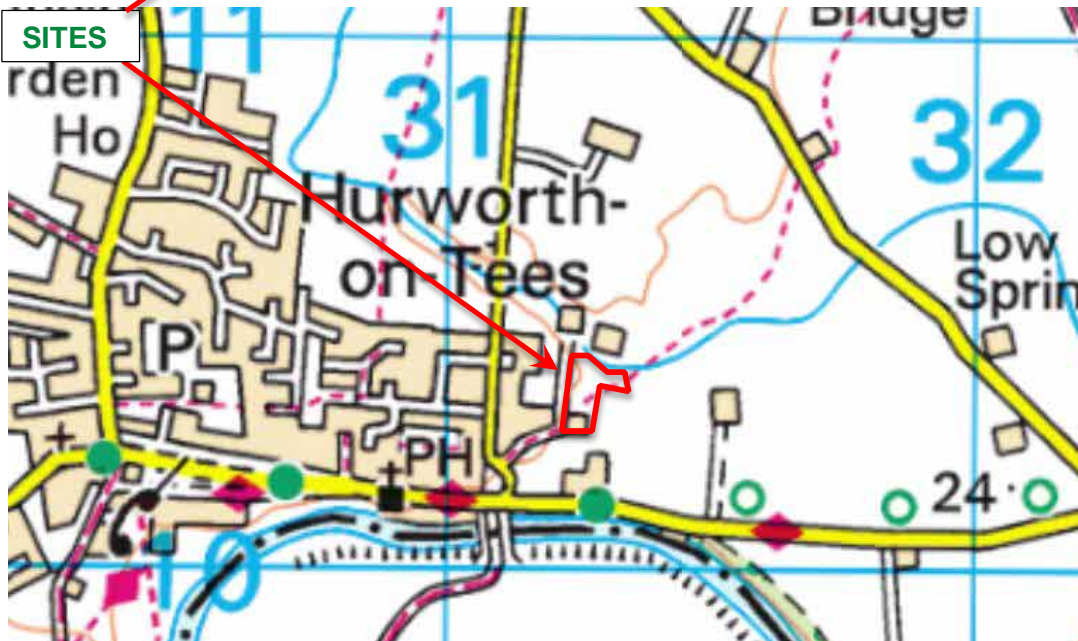 Bridge
SITES
11
rden
Ho
31
32
Hurworth-
on-Tees
Low
Sprin
P
PH
24
10